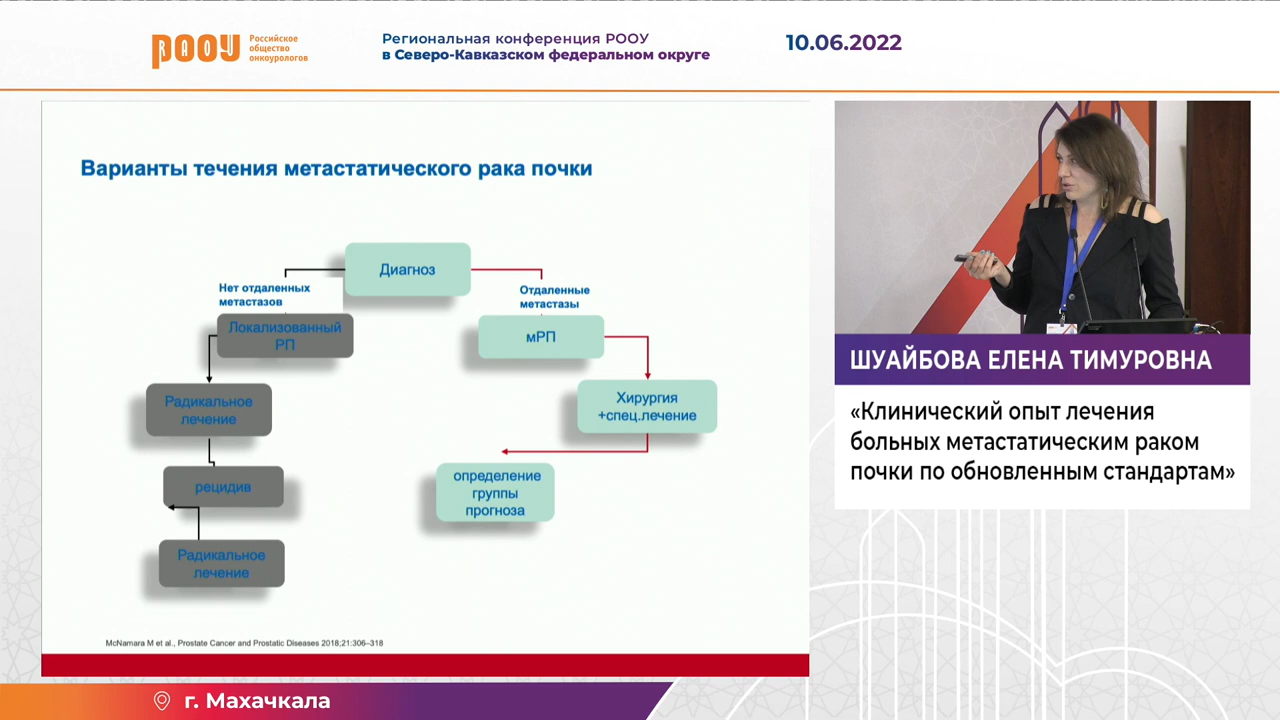 РООУ
Российское
общество
онкоурологов
Региональная конференция РООУ
в Северо-Кавказском федеральном округе
10.06.2022
Варианты течения метастатического рака почки
Диагноз
Нет отдаленных
метастазов
Отдаленные
метастазы
Локализованный
РП
мРП
Радикальное
лечение
Хирургия
+спец.лечение
рецидив
определение
группы
прогноза
Радикальное
лечение
McNamara M et al., Prostate Cancer and Prostatic Diseases 2018;21:306–318
ШУАЙБОВА ЕЛЕНА ТИМУРОВНА
«Клинический опыт лечения
больных метастатическим раком
почки по обновленным стандартам»
г. Махачкала